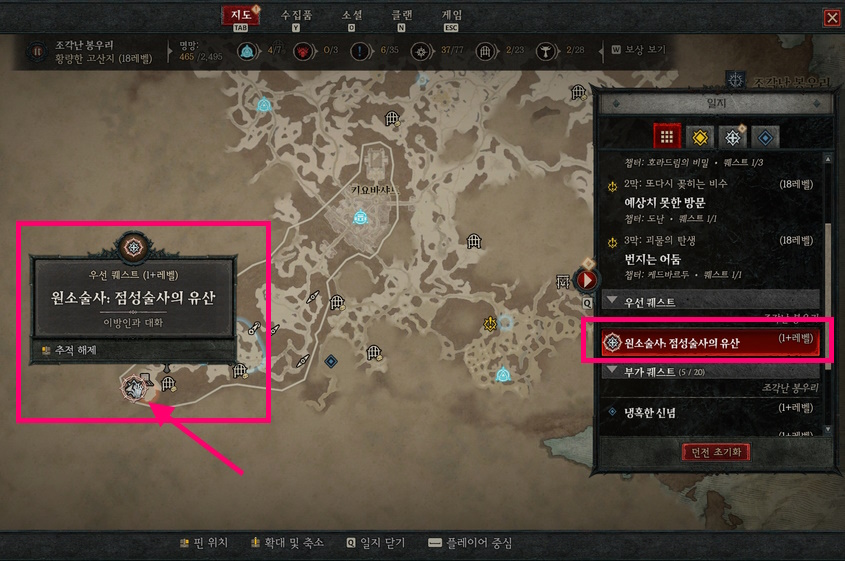 지도 수집품 소셜 클랜 게임
TAB Y O N ESC
조각난 봉우리
황량한 고산지 (18레벨)
명망:
465 /2,495
4/7 0/3 6/35 37/77 2/23 2/28
W 보상 보기
조각난 봉우리
일지
챕터: 호라드림의 비밀 • 퀘스트 1/3
2막: 또다시 꽃히는 비수 (18레벨)
예상치 못한 방문
챕터: 도난 • 퀘스트 1/1
3막: 괴물의 탄생 (18레벨)
번지는 어둠
챕터: 케드바르두 • 퀘스트 1/1
우선 퀘스트
조각난 봉우리
원소술사: 점성술사의 유산 (1+레벨)
부가 퀘스트 (5 / 20)
조각난 봉우리
냉혹한 신념 (1+레벨)
(1+레벨)
던전 초기화
키요바샤드
Q
우선 퀘스트 (1+레벨)
원소술사: 점성술사의 유산
이방인과 대화
추적 해제
핀 위치 확대 및 축소 Q 일지 닫기 플레이어 중심